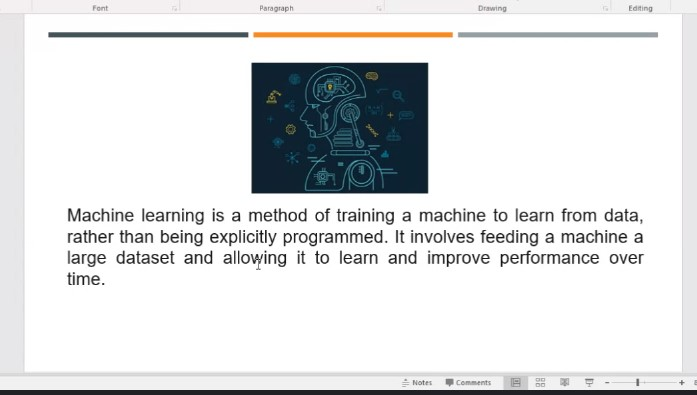 Font Paragraph Drawing Editing
Machine learning is a method of training a machine to learn from data,
rather than being explicitly programmed. It involves feeding a machine a
large dataset and allowing it to learn and improve performance over
time.
Notes Comments